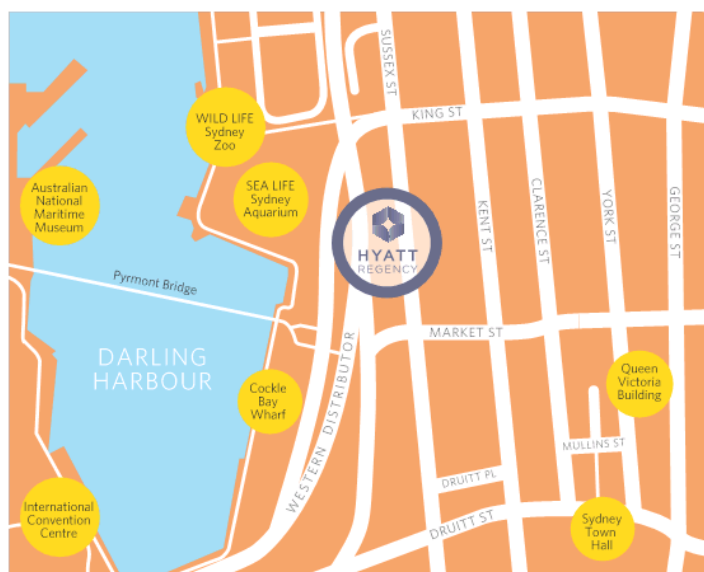 SUSSEX ST
WILD LIFE
Sydney
Zoo
KING ST
Australian
National
Maritime
Museum
SEA LIFE
Sydney
Aquarium
KENT ST
CLARENCE ST
YORK ST
GEORGE ST
HYATT
REGENCY
Pyrmont Bridge
MARKET ST
DARLING
HARBOUR
WESTERN DISTRIBUTOR
Cockle
Bay
Wharf
Queen
Victoria
Building
MULLINS ST
DRUITT PL
DRUITT ST
International
Convention
Centre
Sydney
Town
Hall